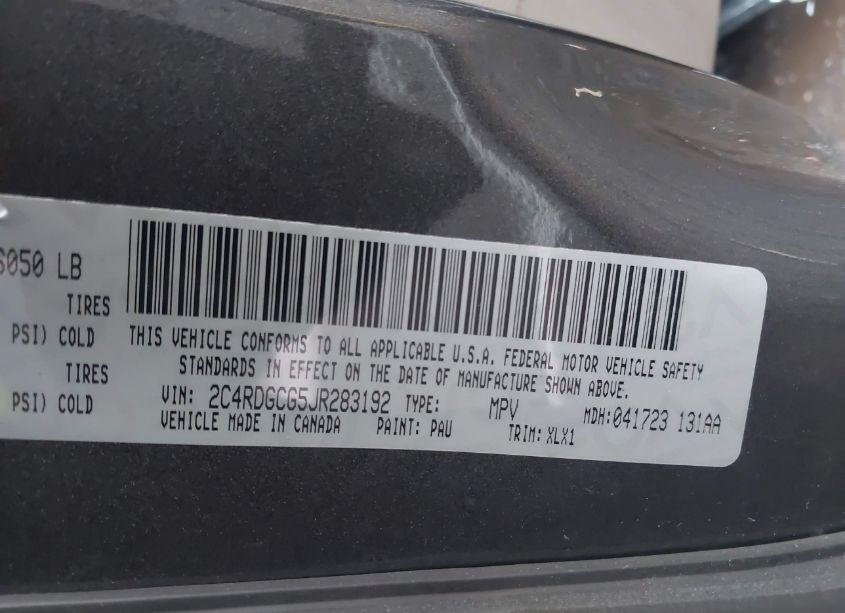 6050 LB
TIRES
PSI) COLD
TIRES
PSI) COLD
THIS VEHICLE CONFORMS TO ALL APPLICABLE U.S.A. FEDERAL MOTOR VEHICLE SAFETY
STANDARDS IN EFFECT ON THE DATE OF MANUFACTURE SHOWN ABOVE.
VIN: 2C4RDGCG5JR283192 TYPE: MPV MDH: 041723 131AA
VEHICLE MADE IN CANADA PAINT: PAU TRIM: XLX1